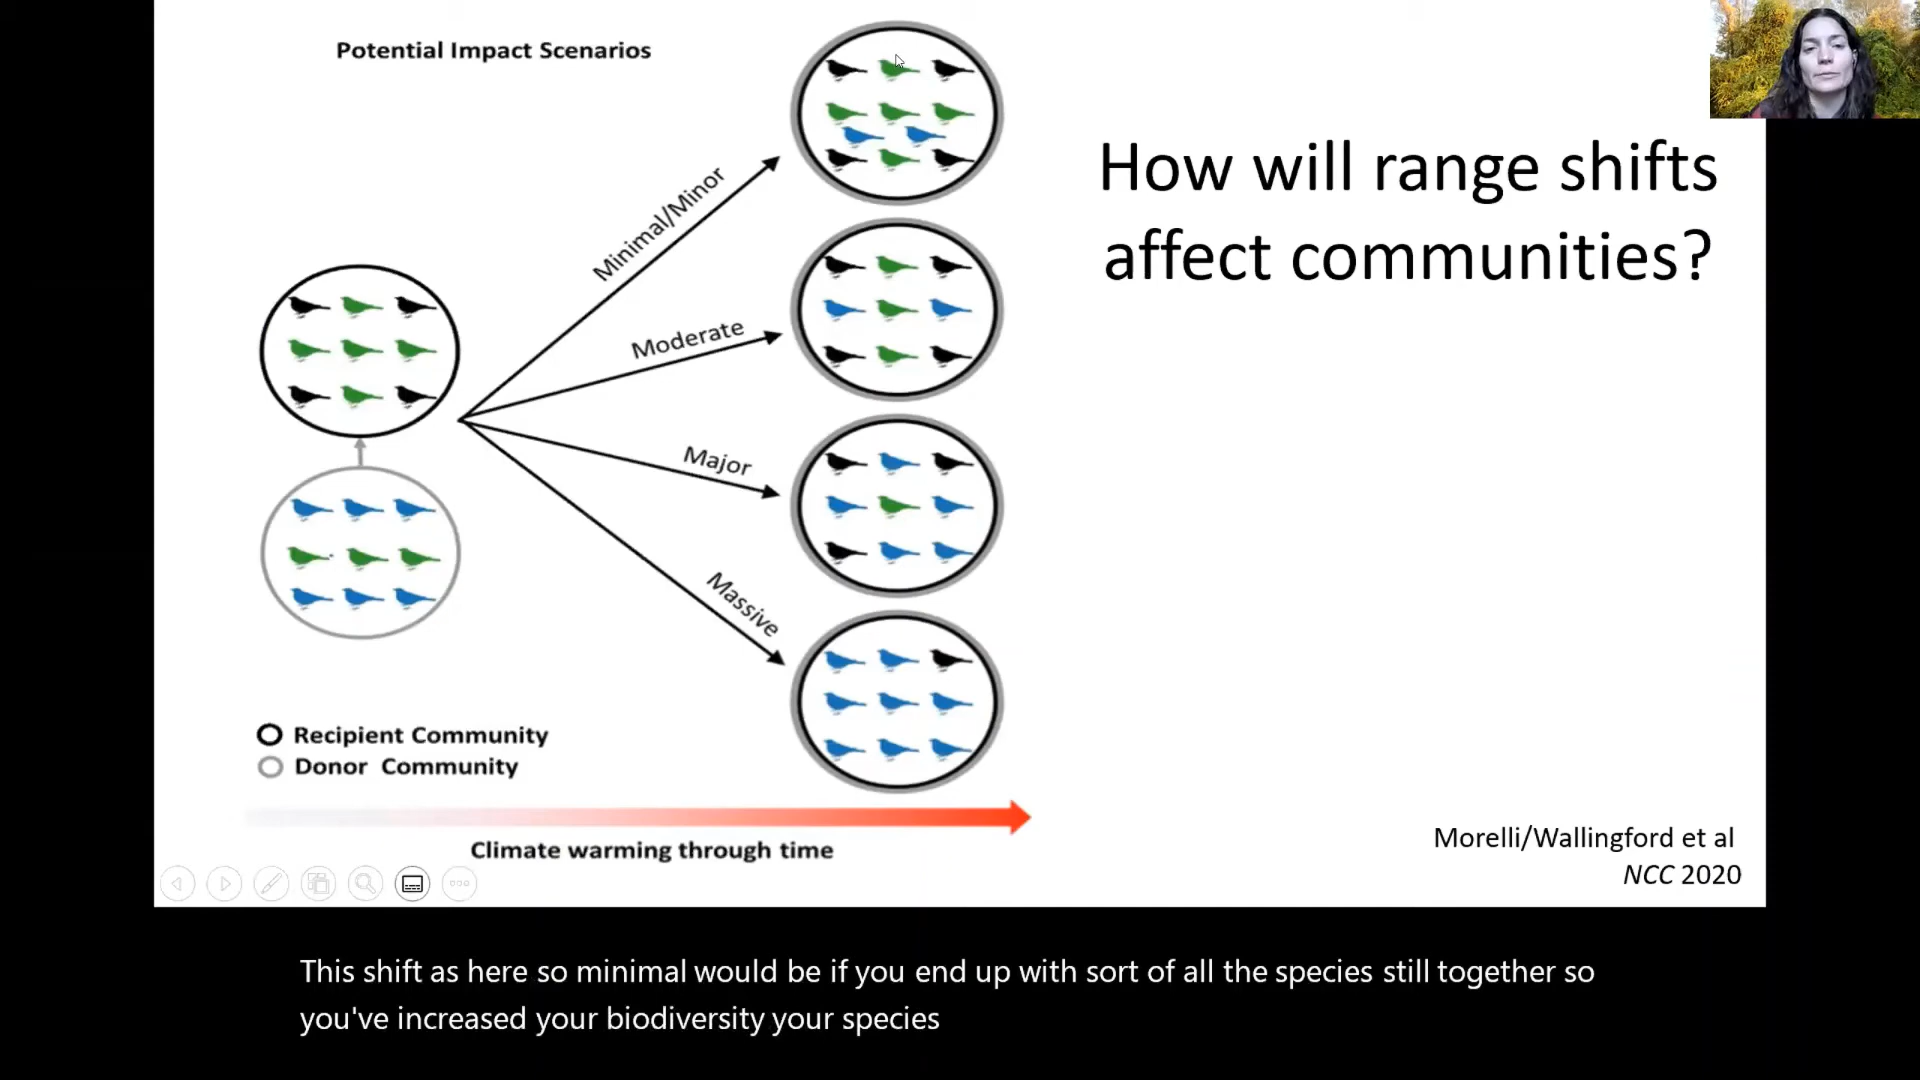 Potential Impact Scenarios
How will range shifts
affect communities?
Minimal/Minor
Moderate
Major
Massive
Recipient Community
Donor Community
Climate warming through time
Morelli/Wallingford et al
NCC 2020
This shift as here so minimal would be if you end up with sort of all the species still together so
you've increased your biodiversity your species